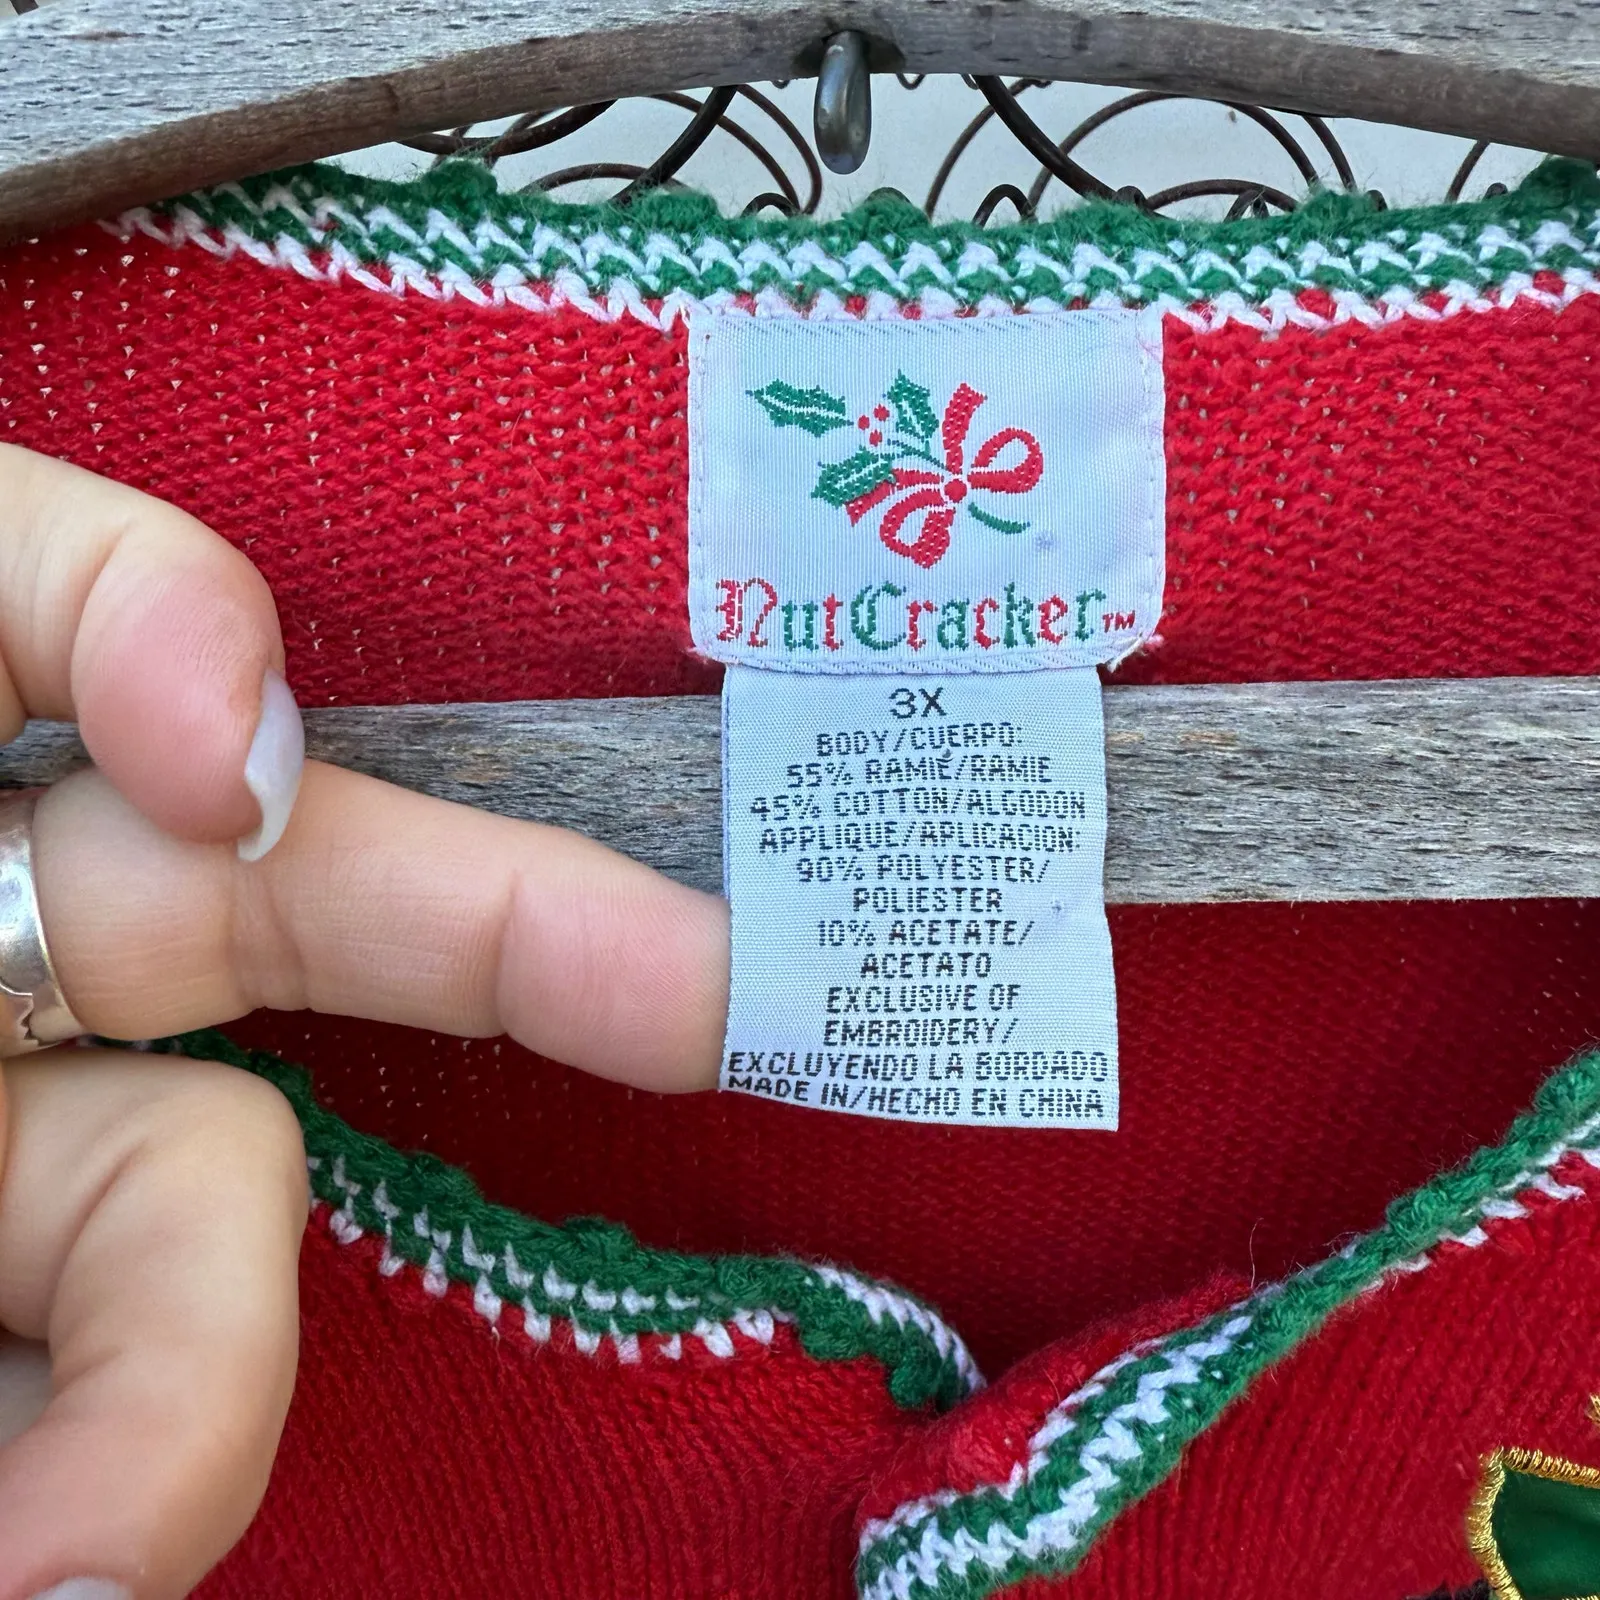 NutCracker™
3X
BODY/CUERPO:
55% RAMIE/RAMIE
45% COTTON/ALGODON
APPLIQUE/APLICACION:
90% POLYESTER/
POLIESTER
10% ACETATE/
ACETATO
EXCLUSIVE OF
EMBROIDERY/
EXCLUYENDO LA BORDADO
MADE IN/HECHO EN CHINA